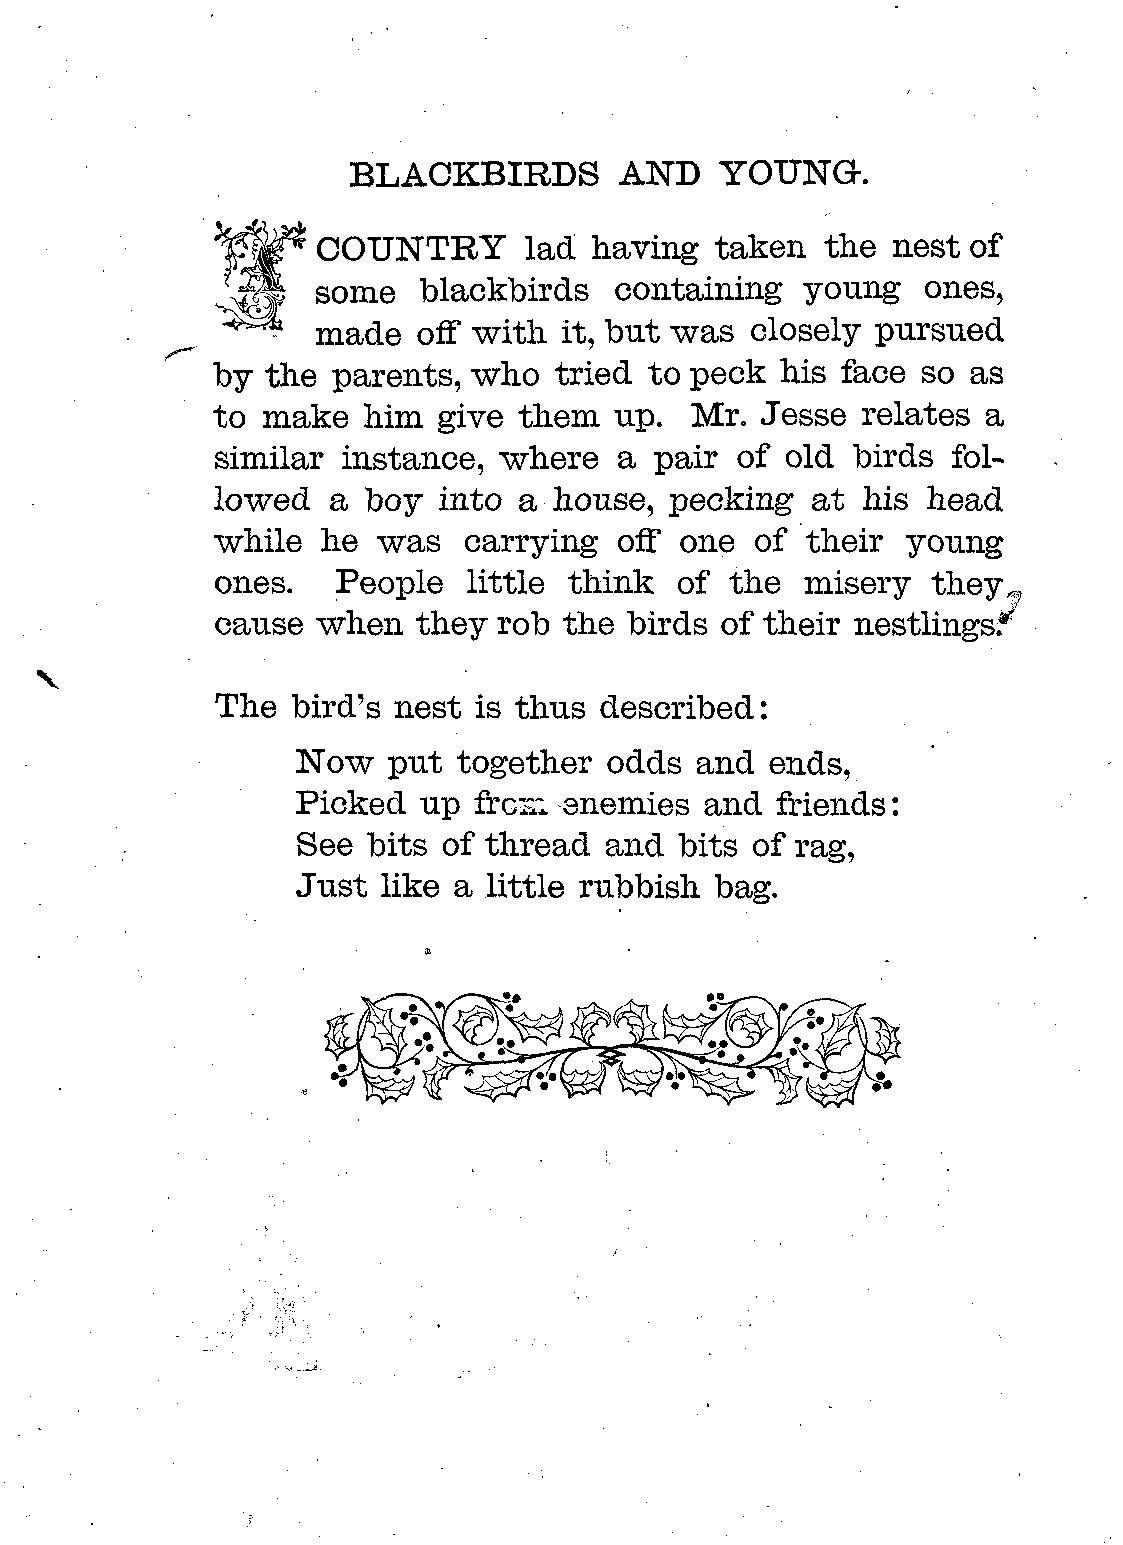 BLACKBIRDS AND YOUNG.
A COUNTRY lad having taken the nest of
some blackbirds containing young ones,
made off with it, but was closely pursued
by the parents, who tried to peck his face so as
to make him give them up. Mr. Jesse relates a
similar instance, where a pair of old birds fol-
lowed a boy into a house, pecking at his head
while he was carrying off one of their young
ones. People little think of the misery they
cause when they rob the birds of their nestlings.
The bird's nest is thus described:
Now put together odds and ends,
Picked up from enemies and friends:
See bits of thread and bits of rag,
Just like a little rubbish bag.